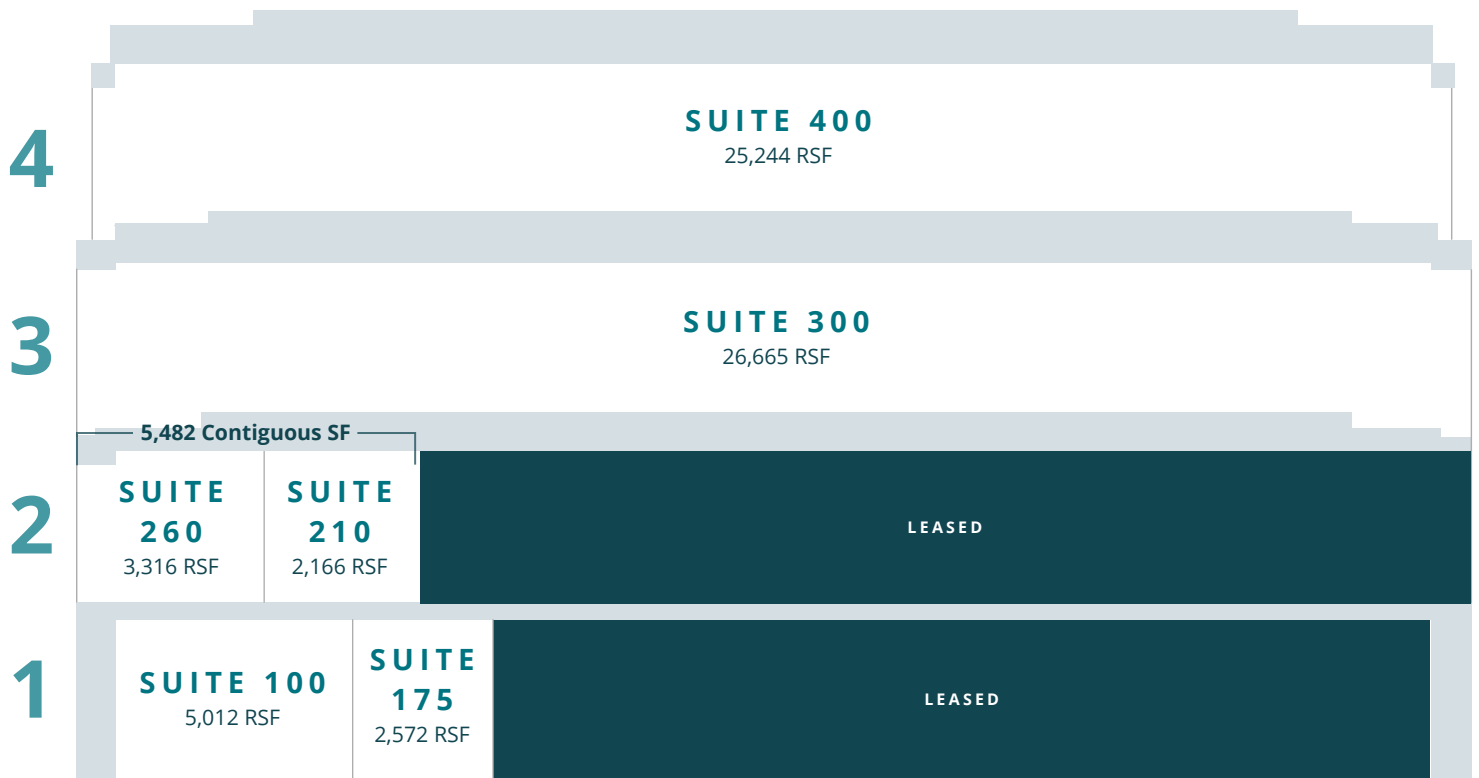 4
SUITE 400
25,244 RSF
3
SUITE 300
26,665 RSF
5,482 Contiguous SF
2
SUITE
260
3,316 RSF
SUITE
210
2,166 RSF
LEASED
1
SUITE 100
5,012 RSF
SUITE
175
2,572 RSF
LEASED